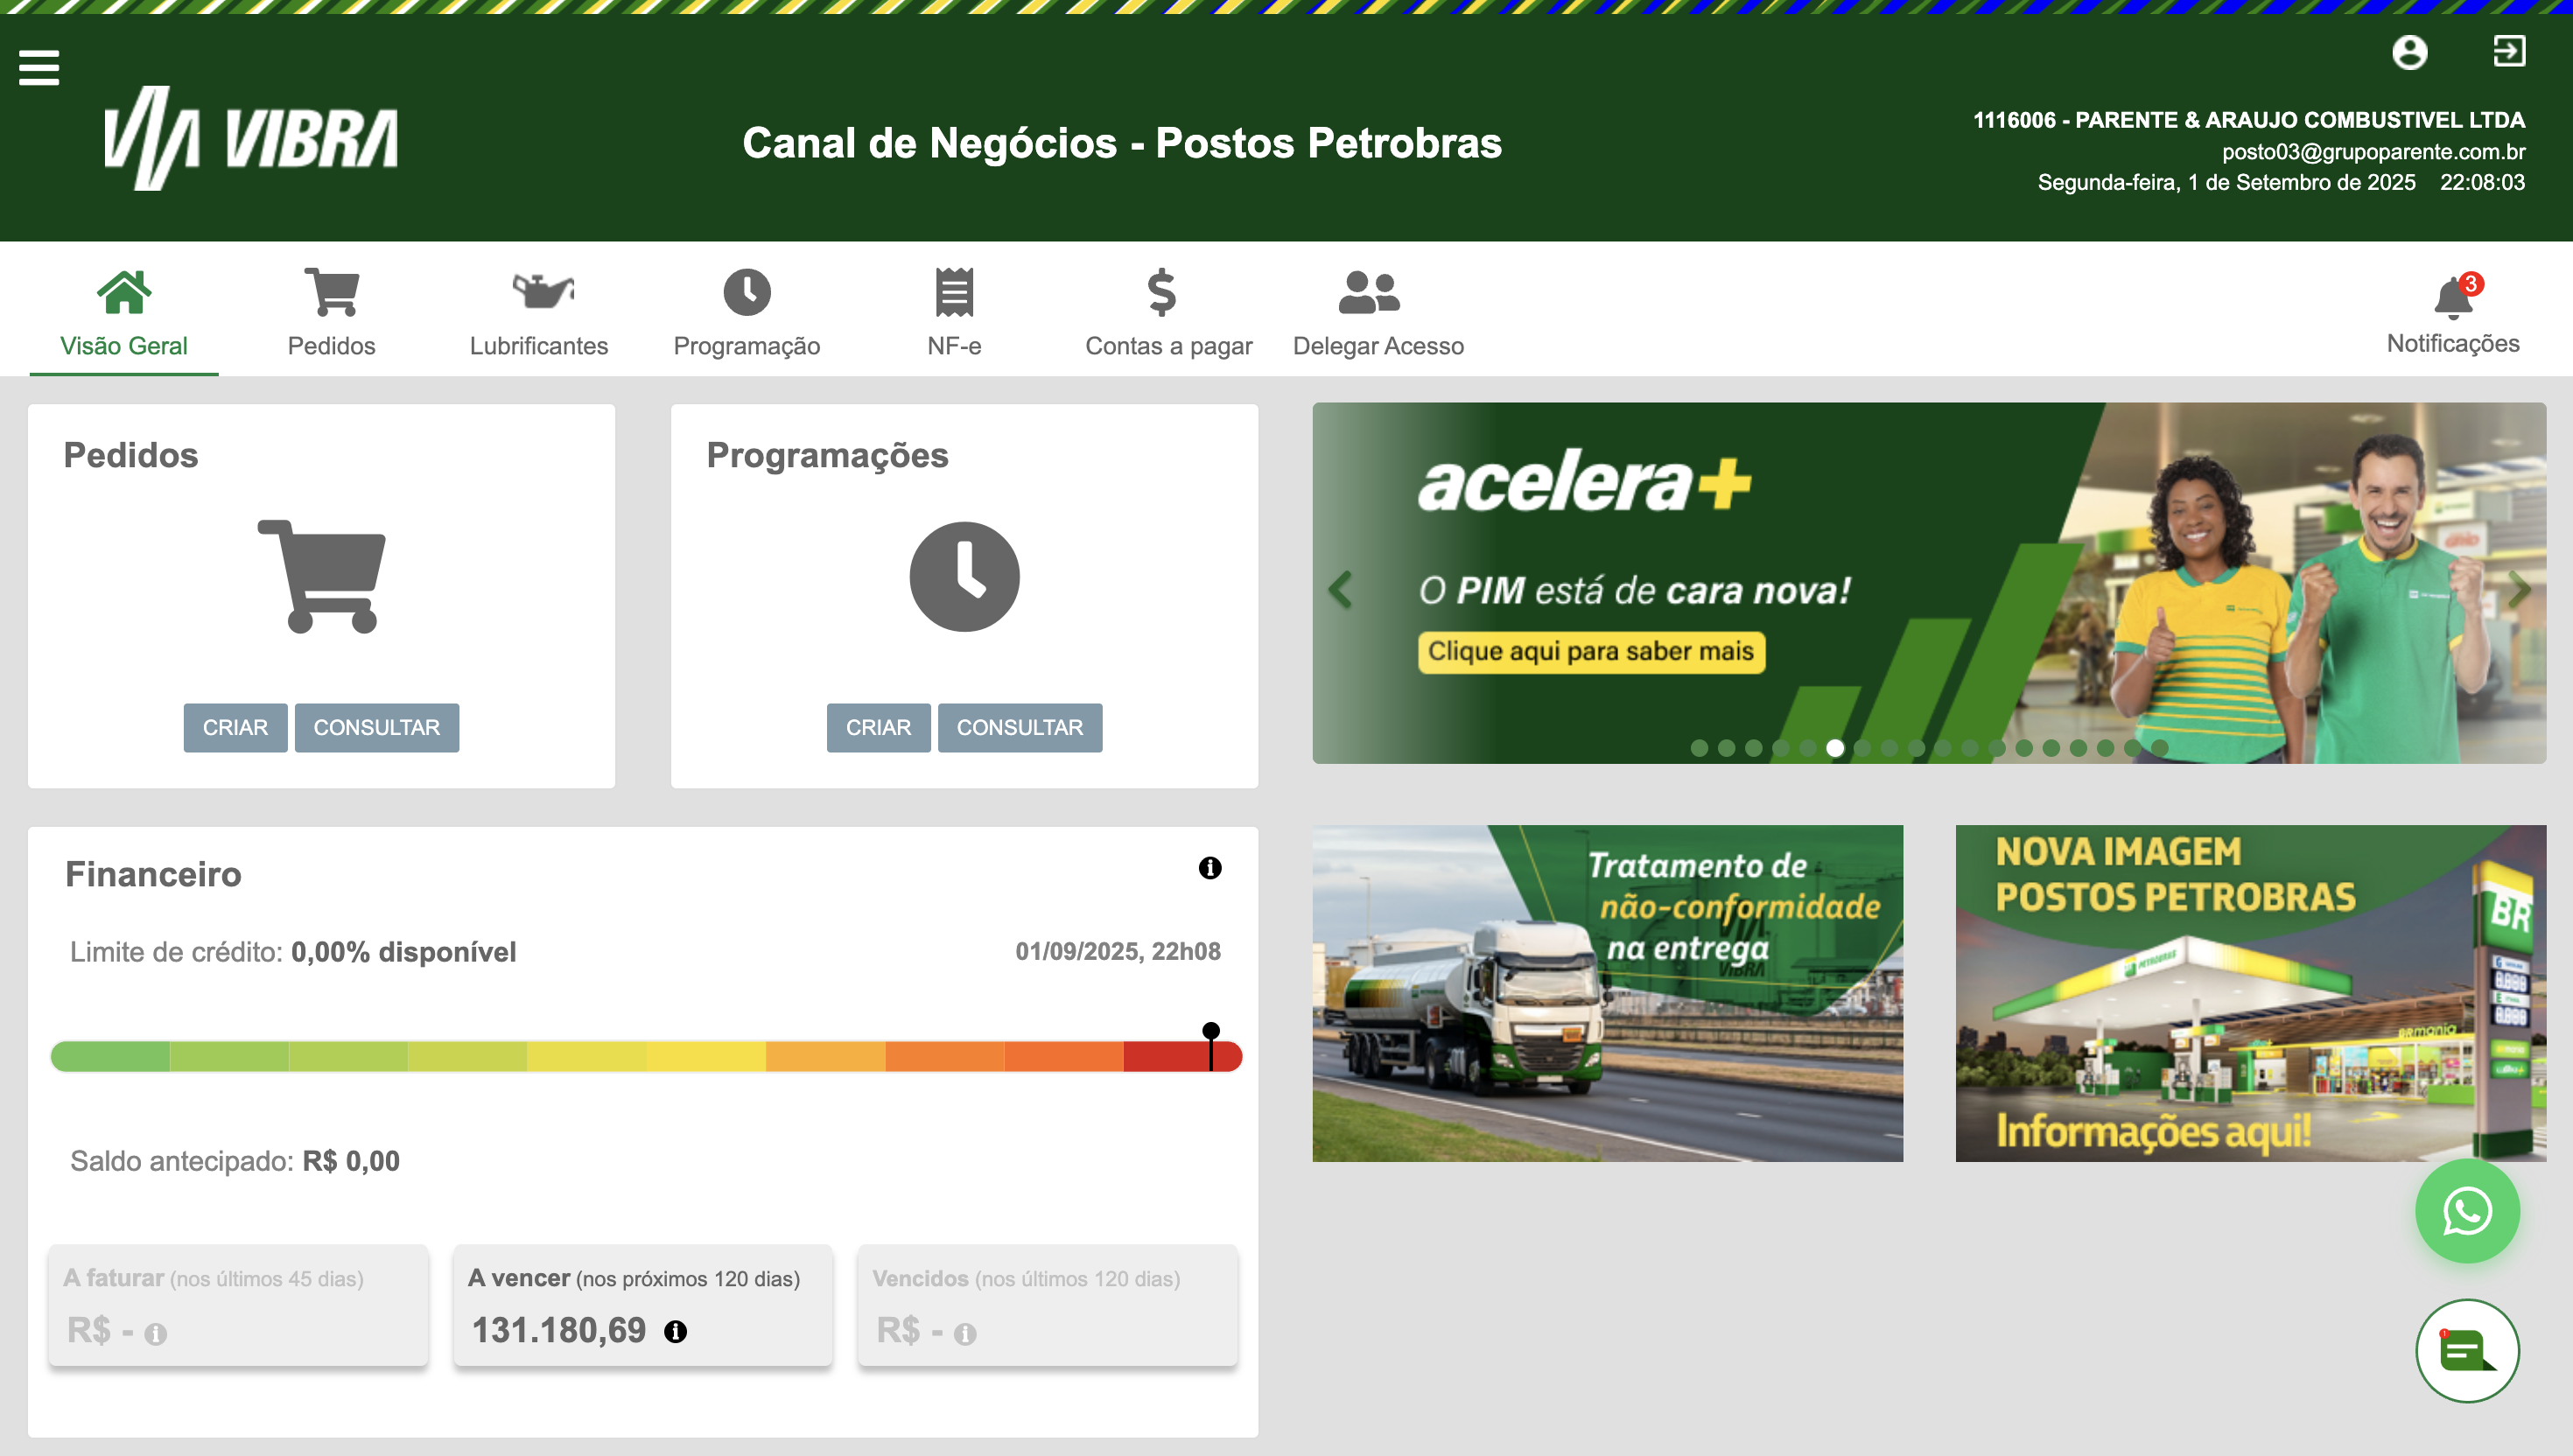 VIBRA
Canal de Negócios - Postos Petrobras
1116006 - PARENTE & ARAUJO COMBUSTIVEL LTDA
posto03@grupoparente.com.br
Segunda-feira, 1 de Setembro de 2025 22:08:03
Visão Geral
Pedidos
Lubrificantes
Programação
NF-e
Contas a pagar
Delegar Acesso
3
Notificações
Pedidos
CRIAR CONSULTAR
Programações
CRIAR CONSULTAR
acelera+
O PIM está de cara nova!
Clique aqui para saber mais
Financeiro
Limite de crédito: 0,00% disponível
01/09/2025, 22h08
Saldo antecipado: R$ 0,00
A faturar (nos últimos 45 dias)
R$ -
A vencer (nos próximos 120 dias)
131.180,69
Vencidos (nos últimos 120 dias)
R$ -
Tratamento de
não-conformidade
na entrega
VIBRA
NOVA IMAGEM
POSTOS PETROBRAS
BR
PETROBRAS
BRmania
Informações aqui!